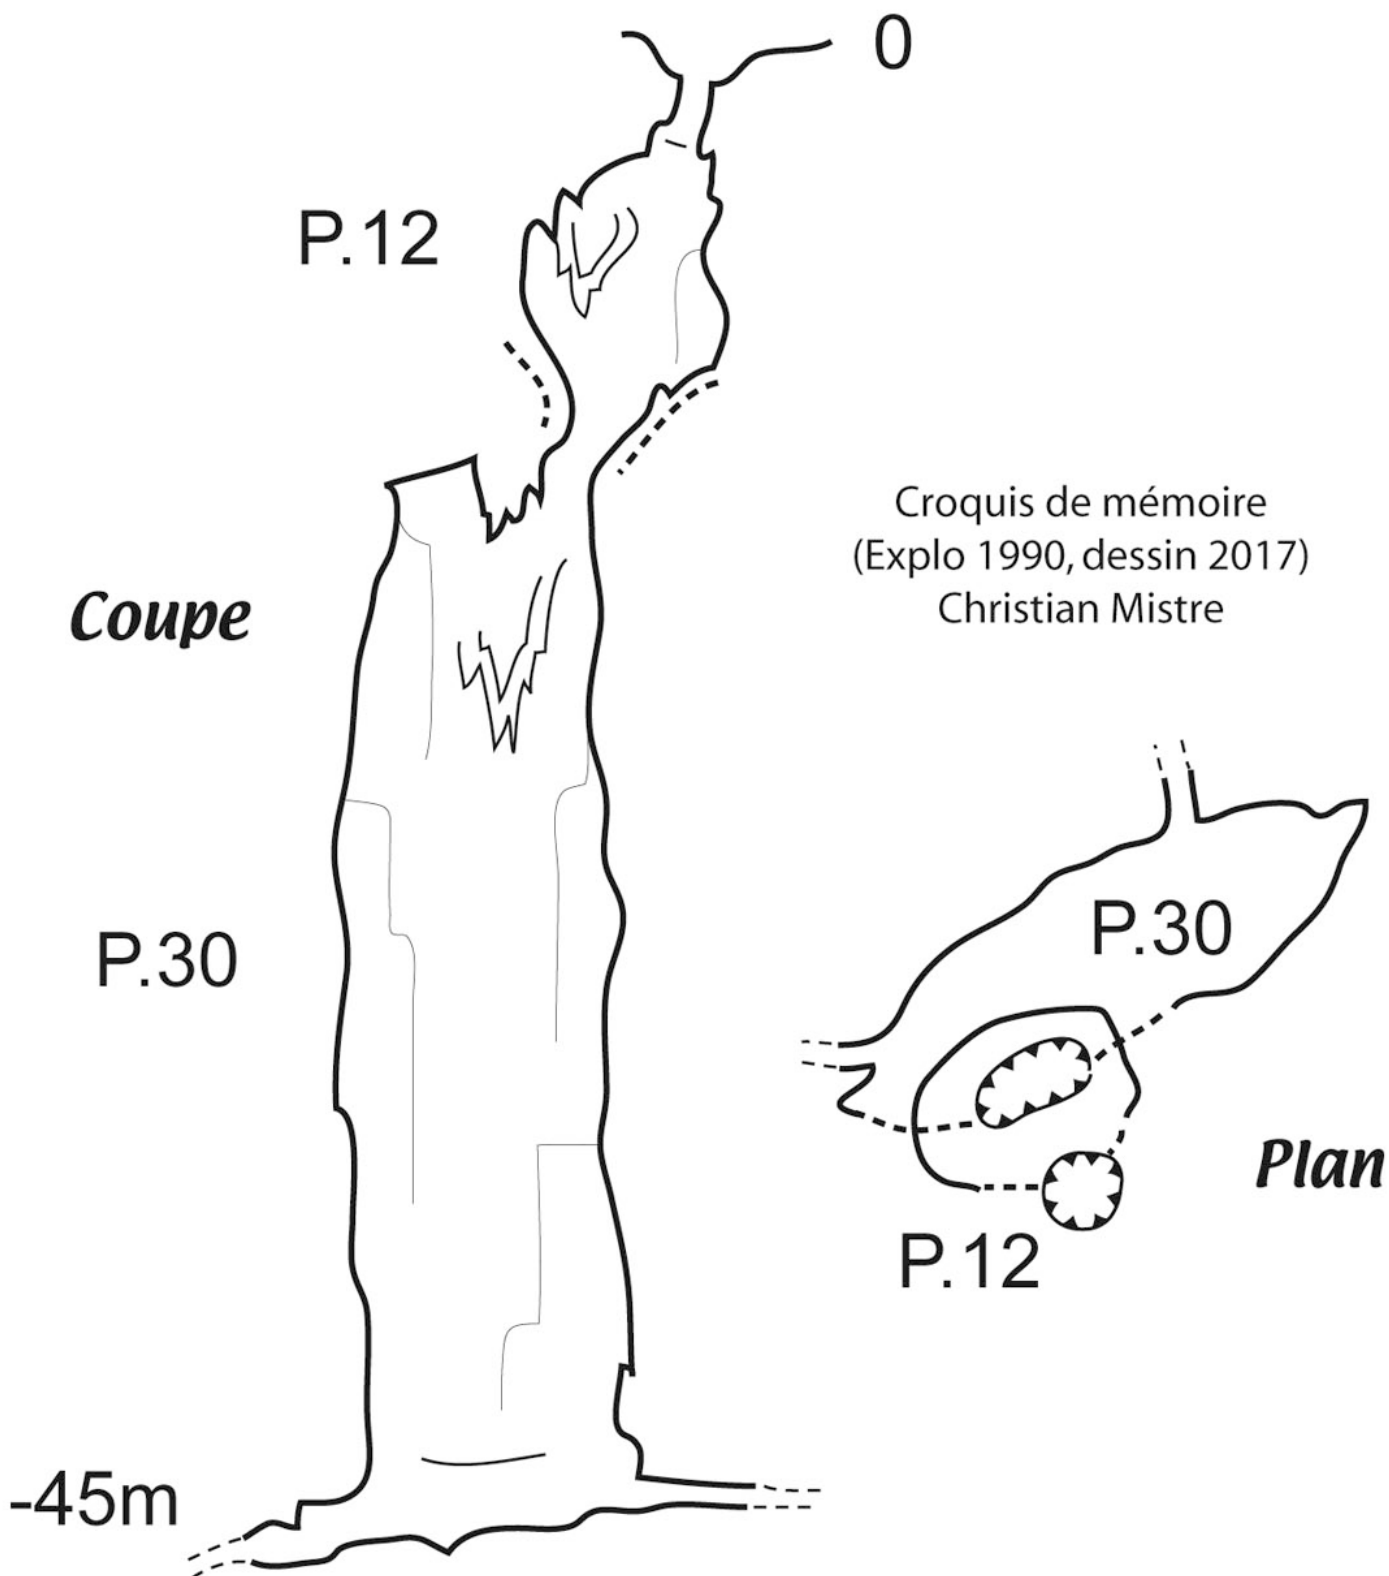 0
P.12
Croquis de mémoire
(Explo 1990, dessin 2017)
Christian Mistre
Coupe
P.30
P.30
Plan
P.12
-45m